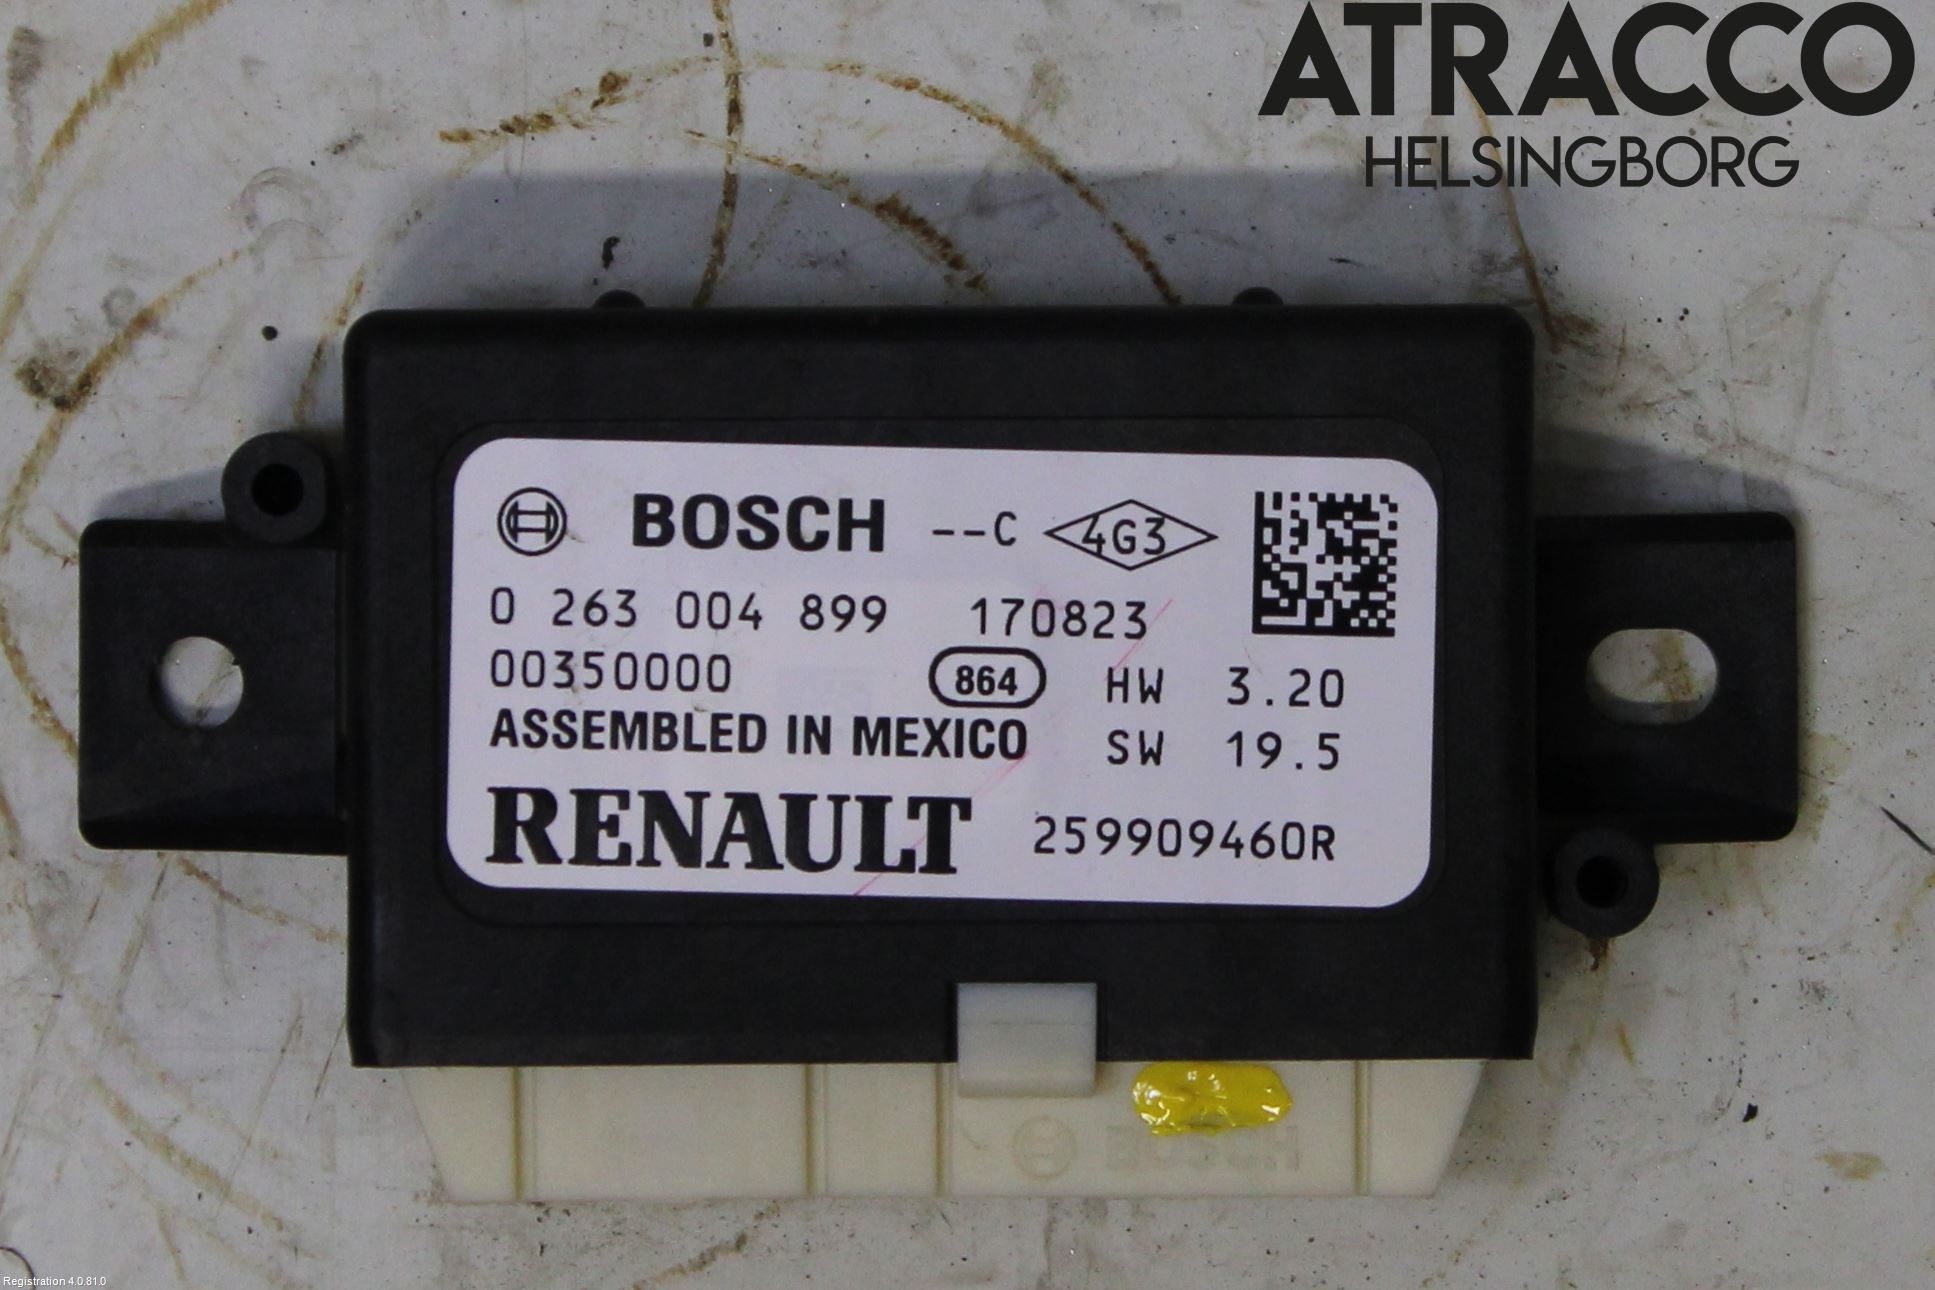 ATRACCO
HELSINGBORG
BOSCH --C 4G3
0 263 004 899 170823
00350000 864 HW 3.20
ASSEMBLED IN MEXICO SW 19.5
RENAULT 259909460R
BOSCH
Registration 4.0.81.0